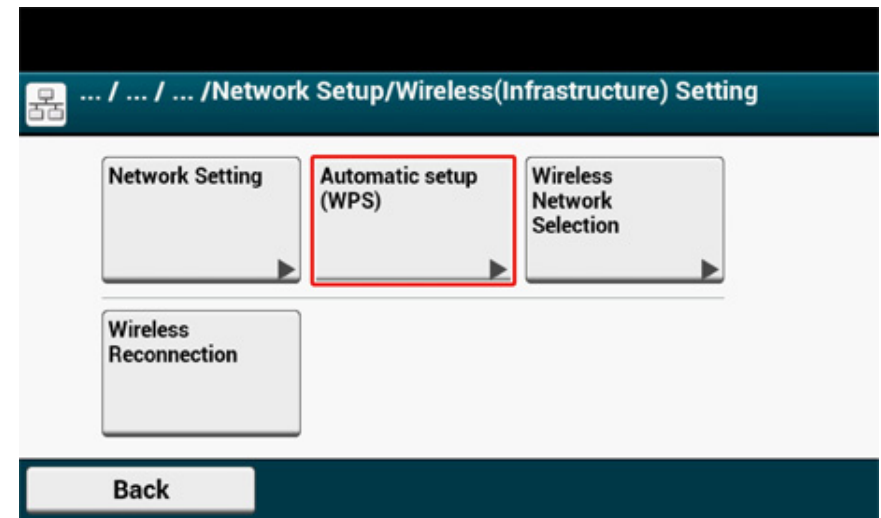 ... / ... / ... /Network Setup/Wireless(Infrastructure) Setting
Network Setting
Automatic setup
(WPS)
Wireless
Network
Selection
Wireless
Reconnection
Back